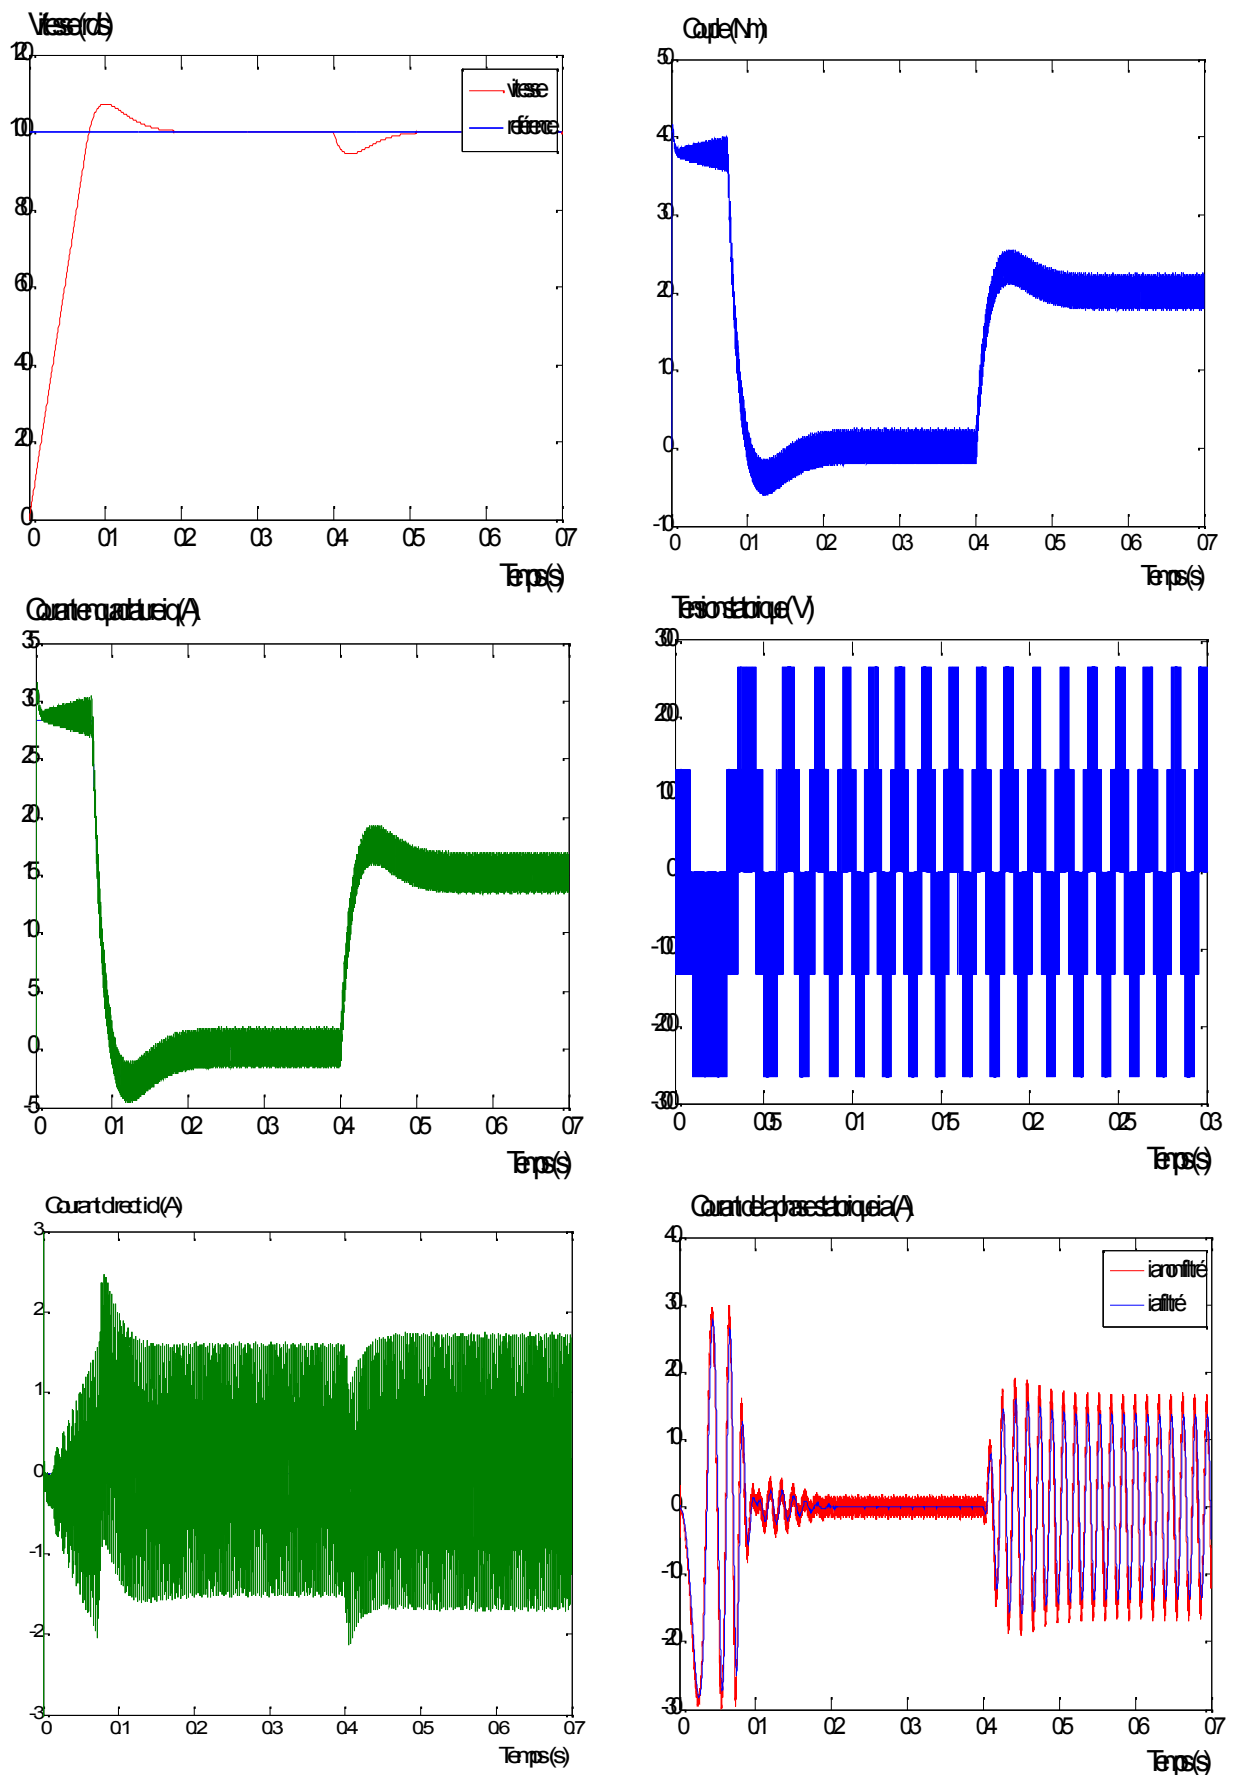 Vitesse (rd/s)
120
100
80
60
40
20
0
vitesse
référence
0 0.1 0.2 0.3 0.4 0.5 0.6 0.7
Temps (s)
Couple (Nm)
50
40
30
20
10
0
-10
0 0.1 0.2 0.3 0.4 0.5 0.6 0.7
Temps (s)
Courant en quadrature iq (A)
35
30
25
20
15
10
5
0
-5
0 0.1 0.2 0.3 0.4 0.5 0.6 0.7
Temps (s)
Tension statorique (V)
300
200
100
0
-100
-200
-300
0 0.05 0.1 0.15 0.2 0.25 0.3
Temps (s)
Courant direct id (A)
3
2
1
0
-1
-2
-3
0 0.1 0.2 0.3 0.4 0.5 0.6 0.7
Temps (s)
Courant de la phase statorique ia (A)
40
30
20
10
0
-10
-20
-30
ia non filtré
ia filtré
0 0.1 0.2 0.3 0.4 0.5 0.6 0.7
Temps (s)